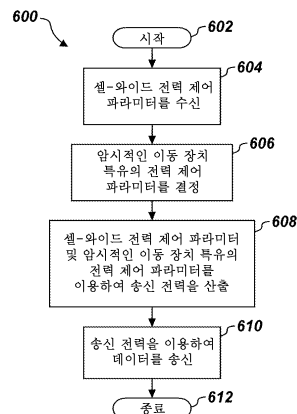 600
602
시작
604
셀-와이드 전력 제어
파라미터를 수신
606
암시적인 이동 장치
특유의 전력 제어
파라미터를 결정
608
셀-와이드 전력 제어 파라미터
및 암시적인 이동 장치 특유의
전력 제어 파라미터를
이용하여 송신 전력을 산출
610
송신 전력을 이용하여
데이터를 송신
612
종료